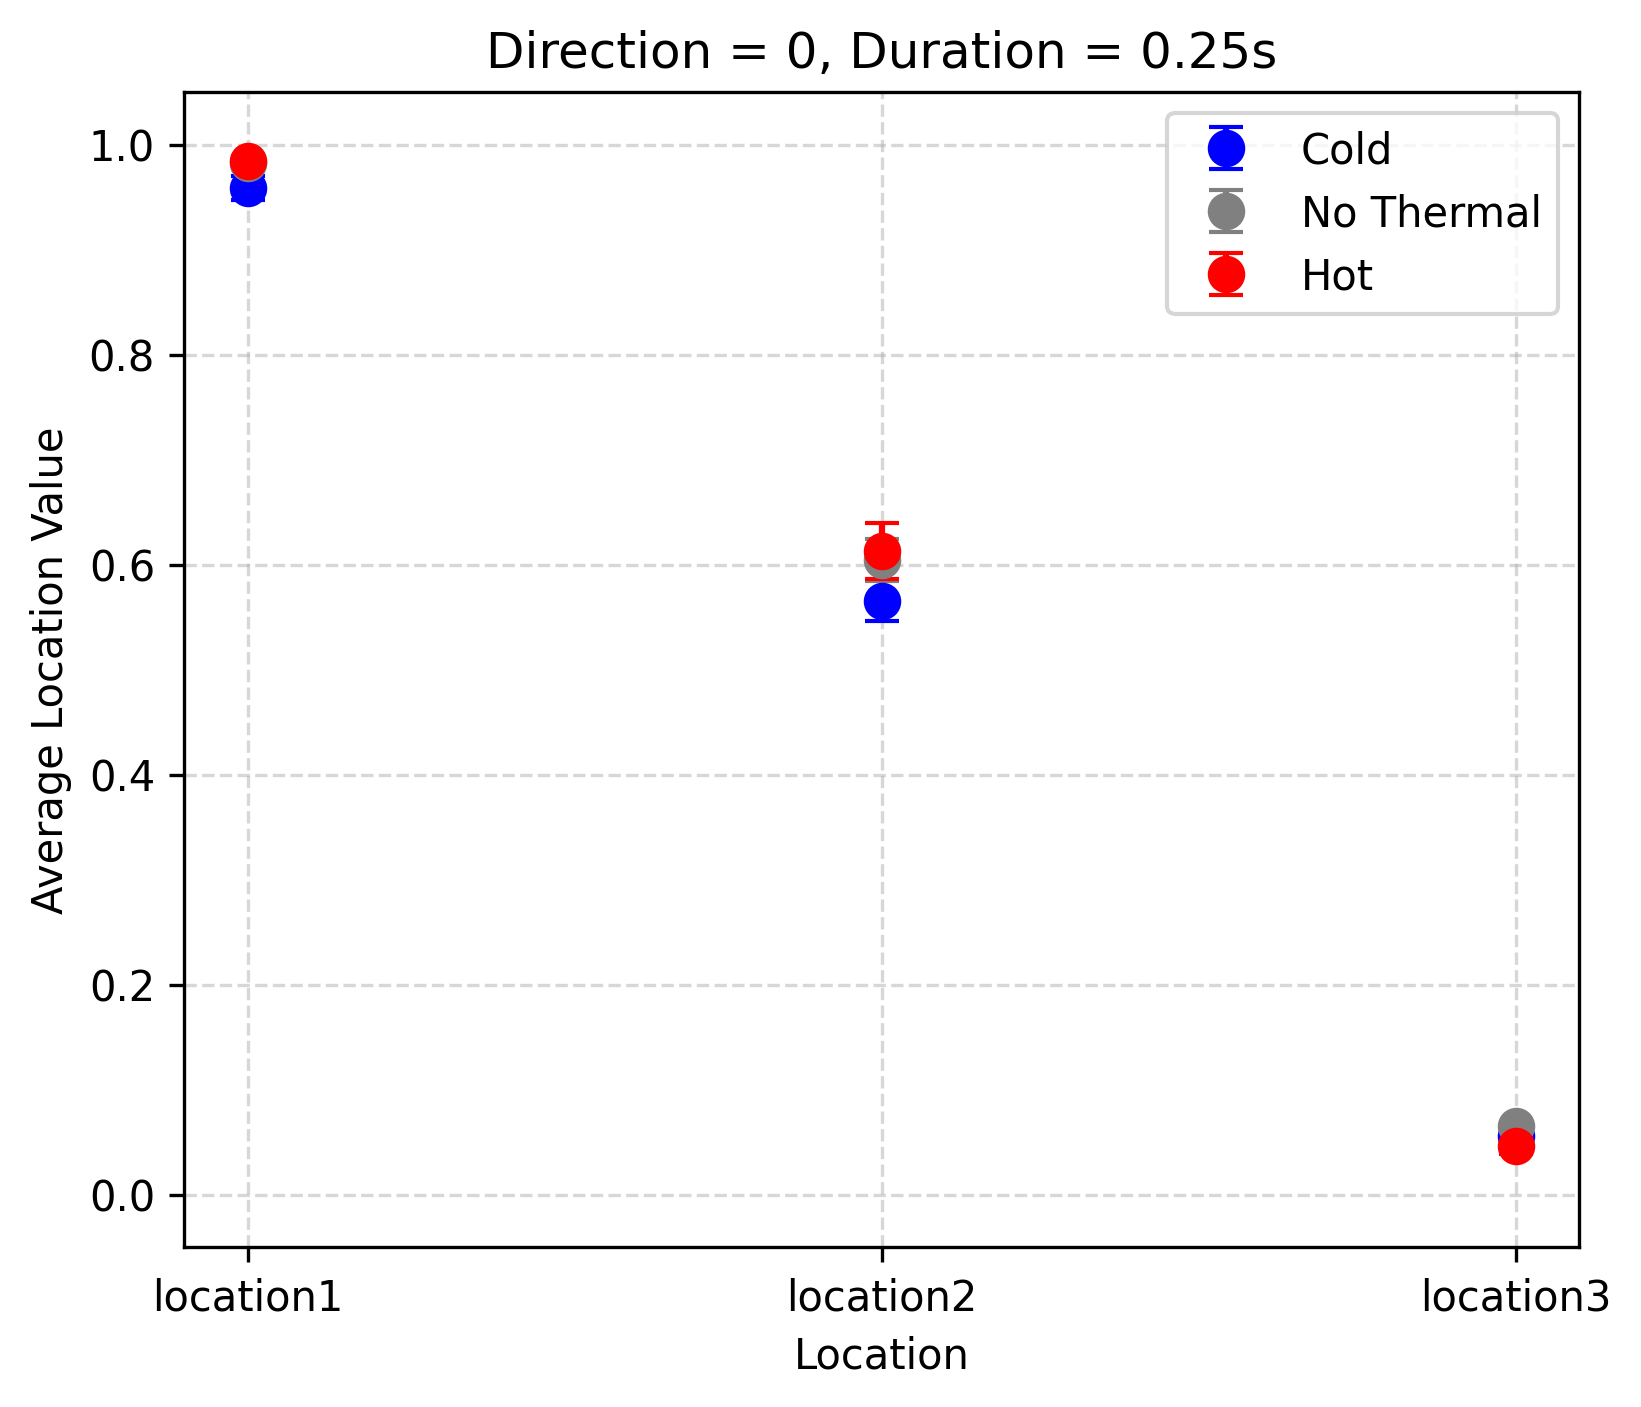 Direction = 0, Duration = 0.25s
Cold
No Thermal
Hot
1.0
0.8
0.6
0.4
0.2
0.0
Average Location Value
location1
location2
location3
Location